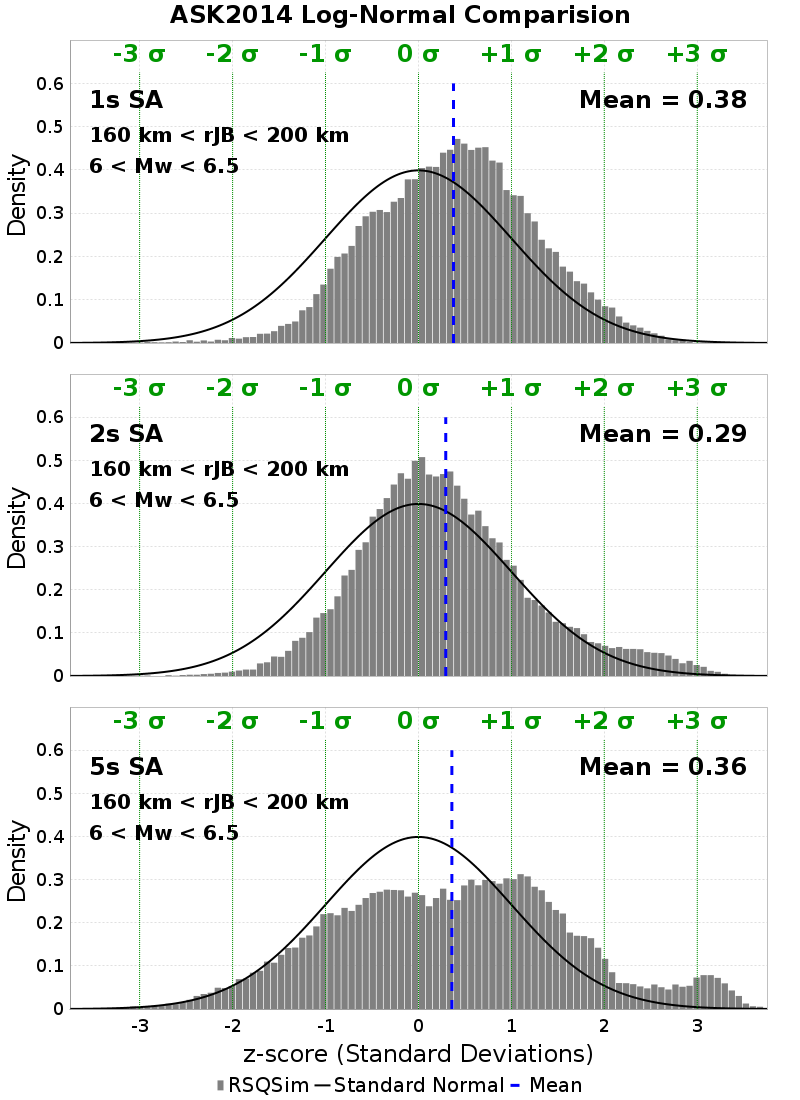 ASK2014 Log-Normal Comparision
-3 σ -2 σ -1 σ 0 σ +1 σ +2 σ +3 σ
1s SA Mean = 0.38
160 km < rJB < 200 km
6 < Mw < 6.5
Density
0.6
0.5
0.4
0.3
0.2
0.1
0
-3 σ -2 σ -1 σ 0 σ +1 σ +2 σ +3 σ
2s SA Mean = 0.29
160 km < rJB < 200 km
6 < Mw < 6.5
Density
0.6
0.5
0.4
0.3
0.2
0.1
0
-3 σ -2 σ -1 σ 0 σ +1 σ +2 σ +3 σ
5s SA Mean = 0.36
160 km < rJB < 200 km
6 < Mw < 6.5
Density
0.6
0.5
0.4
0.3
0.2
0.1
0
-3 -2 -1 0 1 2 3
z-score (Standard Deviations)
RSQSim Standard Normal Mean